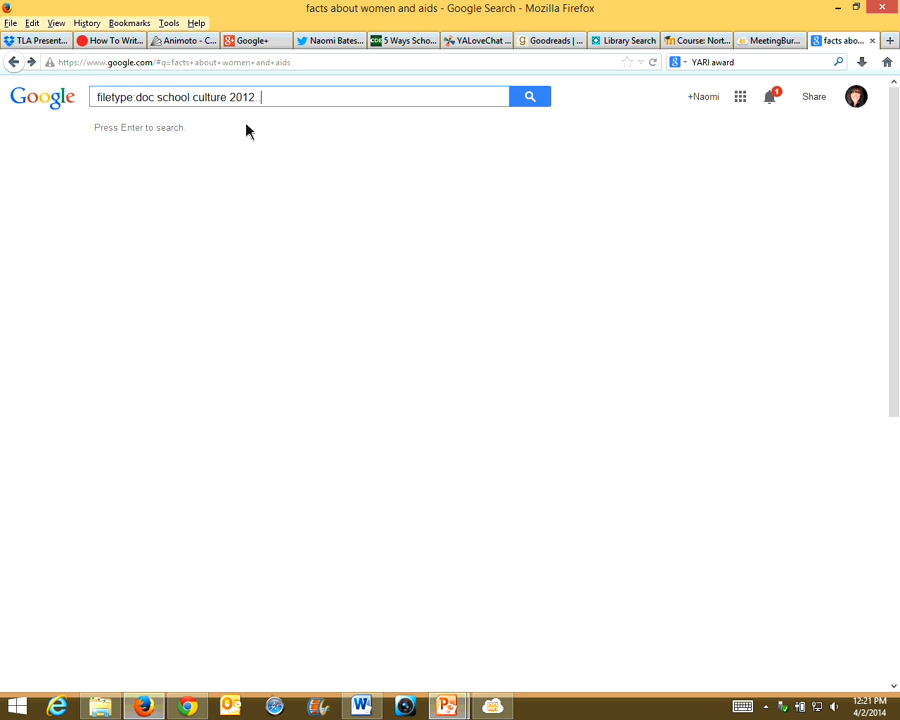 facts about women and aids - Google Search - Mozilla Firefox
File Edit View History Bookmarks Tools Help
TLA Present... How To Writ... Animoto - C... Google+ Naomi Bates... 5 Ways Scho... YALoveChat ... Goodreads | ... Library Search Course: Nort... MeetingBur... facts abo...
https://www.google.com/#q=facts+about+women+and+aids
YARI award
Google
filetype:doc school culture 2012..
+Naomi
1
Share
Press Enter to search.
12:21 PM
4/2/2014